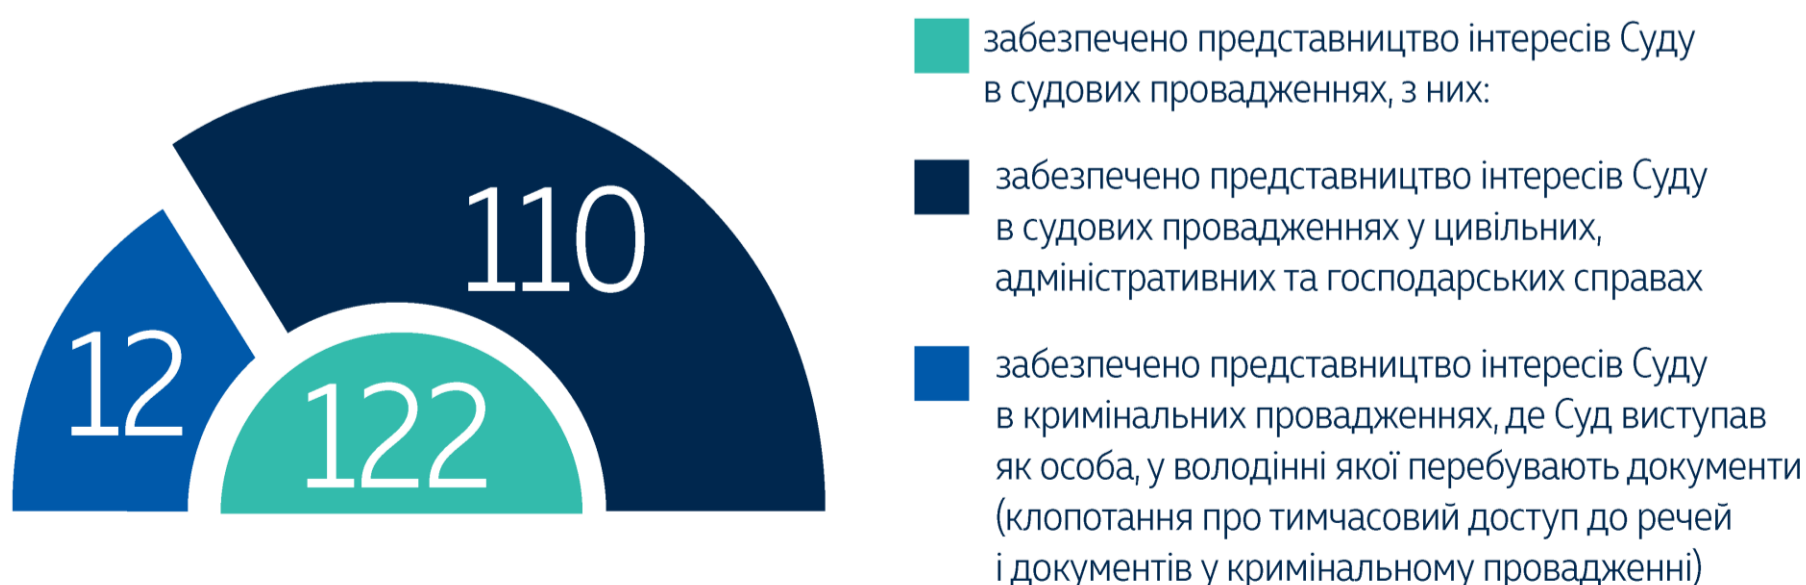 110
12
122
забезпечено представництво інтересів Суду
в судових провадженнях, з них:
забезпечено представництво інтересів Суду
в судових провадженнях у цивільних,
адміністративних та господарських справах
забезпечено представництво інтересів Суду
в кримінальних провадженнях, де Суд виступав
як особа, у володінні якої перебувають документи
(клопотання про тимчасовий доступ до речей
і документів у кримінальному провадженні)